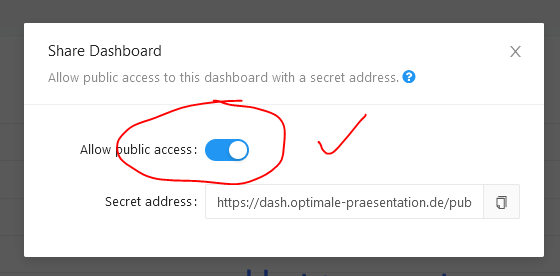 Share Dashboard
Allow public access to this dashboard with a secret address.
Allow public access:
Secret address: https://dash.optimale-praesentation.de/pub